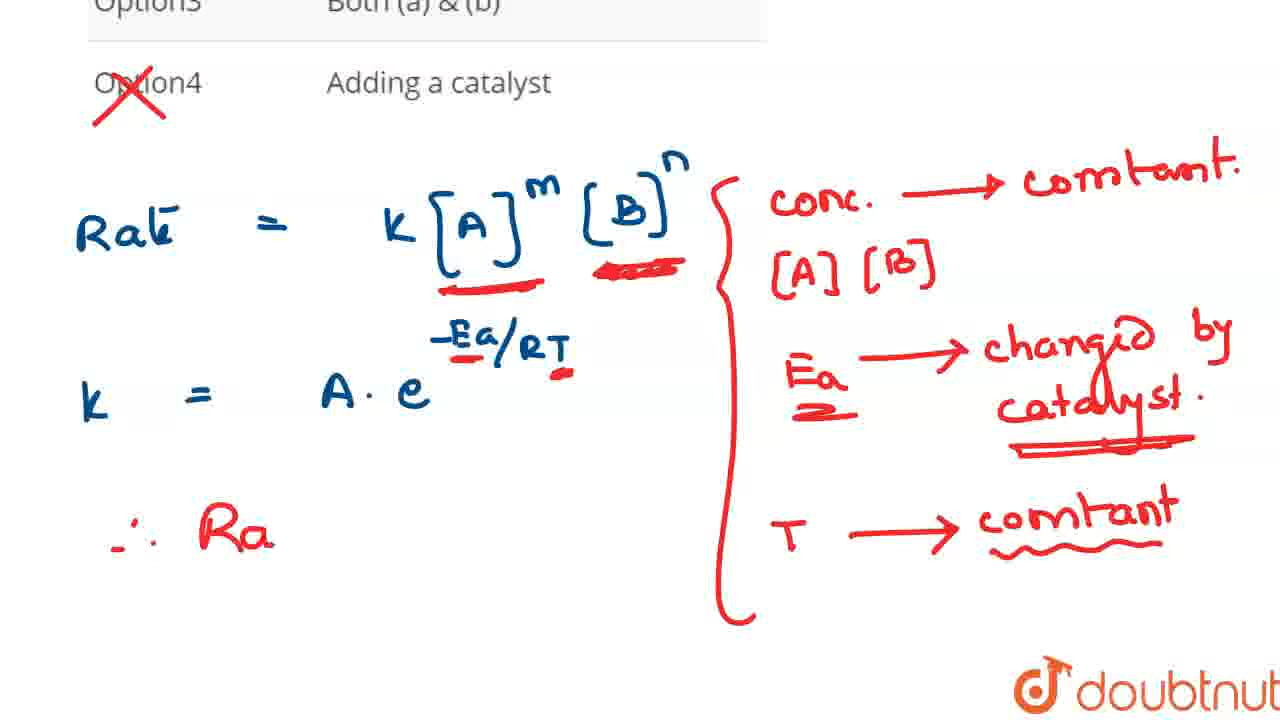 Option3 Both (a) & (b)
Option4 Adding a catalyst
Rate = k[A]^m [B]^n
k = A. e^-Ea/RT
∴ Ra
conc. → constant.
[A] [B]
Ea → changed by
catalyst.
T → constant
doubtnut